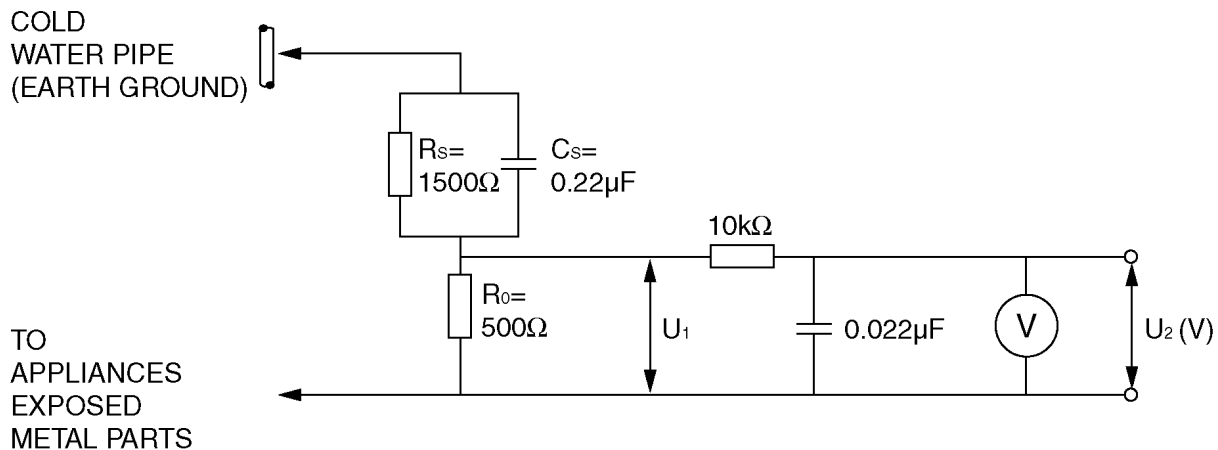 COLD
WATER PIPE
(EARTH GROUND)
Rs=
1500Ω
Cs=
0.22µF
10kΩ
R0=
500Ω
U1
0.022µF
V
U2 (V)
TO
APPLIANCES
EXPOSED
METAL PARTS